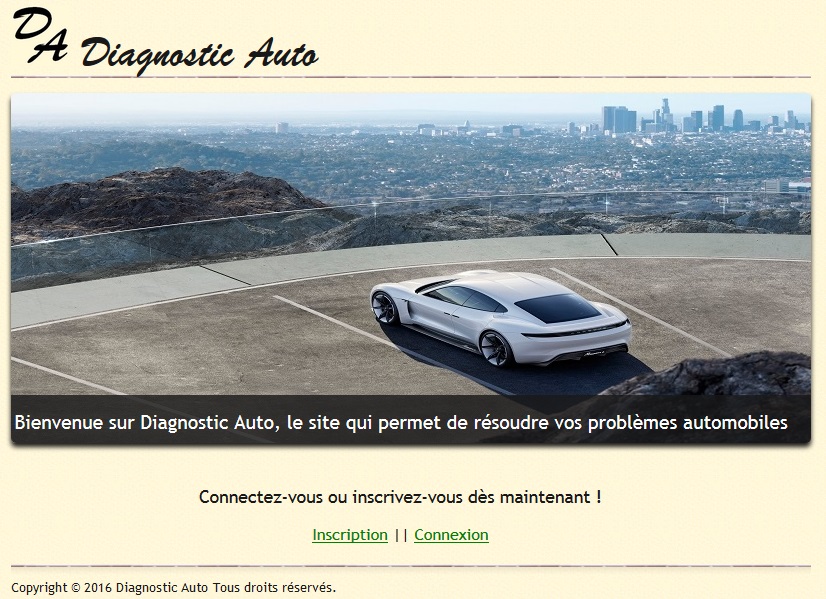 DA Diagnostic Auto
Bienvenue sur Diagnostic Auto, le site qui permet de résoudre vos problèmes automobiles
Connectez-vous ou inscrivez-vous dès maintenant !
Inscription || Connexion
Copyright © 2016 Diagnostic Auto Tous droits réservés.